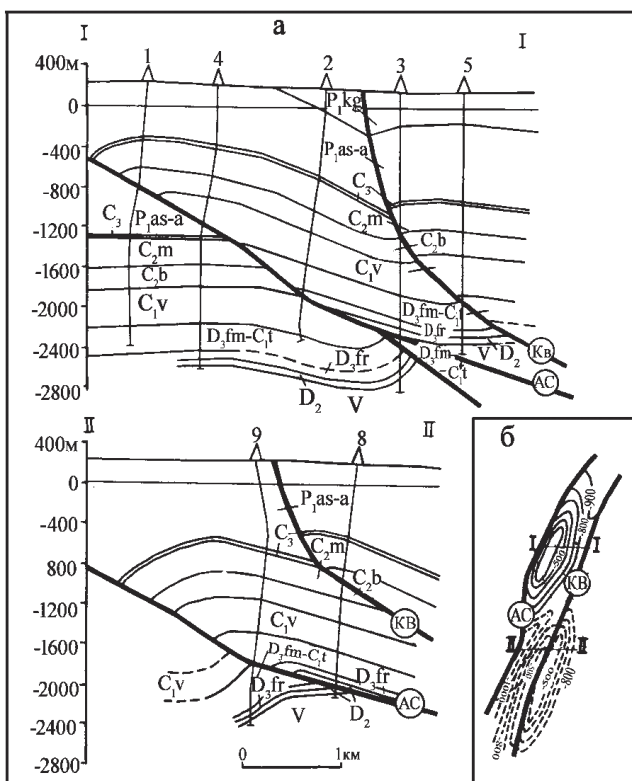 I а I
400м
0
-400
-800
-1200
-1600
-2000
-2400
-2800
1 4 2 3 5
P₁kg
P₁as-a
C₃
C₂m
C₂b
C₁v
C₃ P₁as-a
C₂m
C₂b
C₁v
D₃fm-C₁t
D₃fr
V D₂
D₃fm-C₁t
D₃fr
D₂
V
D₃fm
-C₁t
Кв
АС
II II
400м
0
-400
800
-1200
-1600
-2000
-2400
-2800
9 8
P₁as-a
C₃
C₂m
C₂b
КВ
C₁v
D₃fm-C₁t
D₃fr
D₃fr
C₁v
V
D₂
АС
0 1км
б
-900
-800
-500
I I
КВ
АС
II II
-500
-800